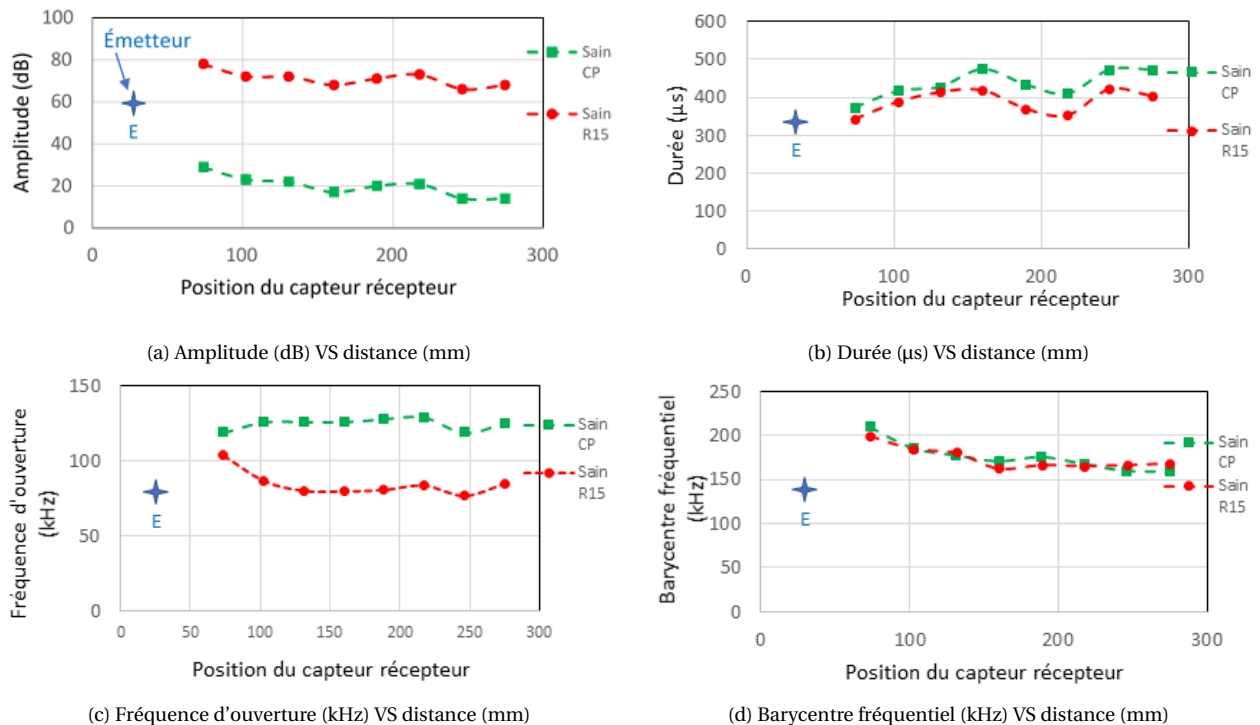 100
80
60
40
20
0
Amplitude (dB)
Émetteur
E
0 100 200 300
Position du capteur récepteur
Sain
CP
Sain
R15
(a) Amplitude (dB) VS distance (mm)
600
500
400
300
200
100
0
Durée (µs)
E
0 100 200 300
Position du capteur récepteur
Sain
CP
Sain
R15
(b) Durée (µs) VS distance (mm)
150
100
50
0
Fréquence d'ouverture
(kHz)
E
0 50 100 150 200 250 300
Position du capteur récepteur
Sain
CP
Sain
R15
(c) Fréquence d'ouverture (kHz) VS distance (mm)
250
200
150
100
50
0
Barycentre fréquentiel
(kHz)
E
0 100 200 300
Position du capteur récepteur
Sain
CP
Sain
R15
(d) Barycentre fréquentiel (kHz) VS distance (mm)